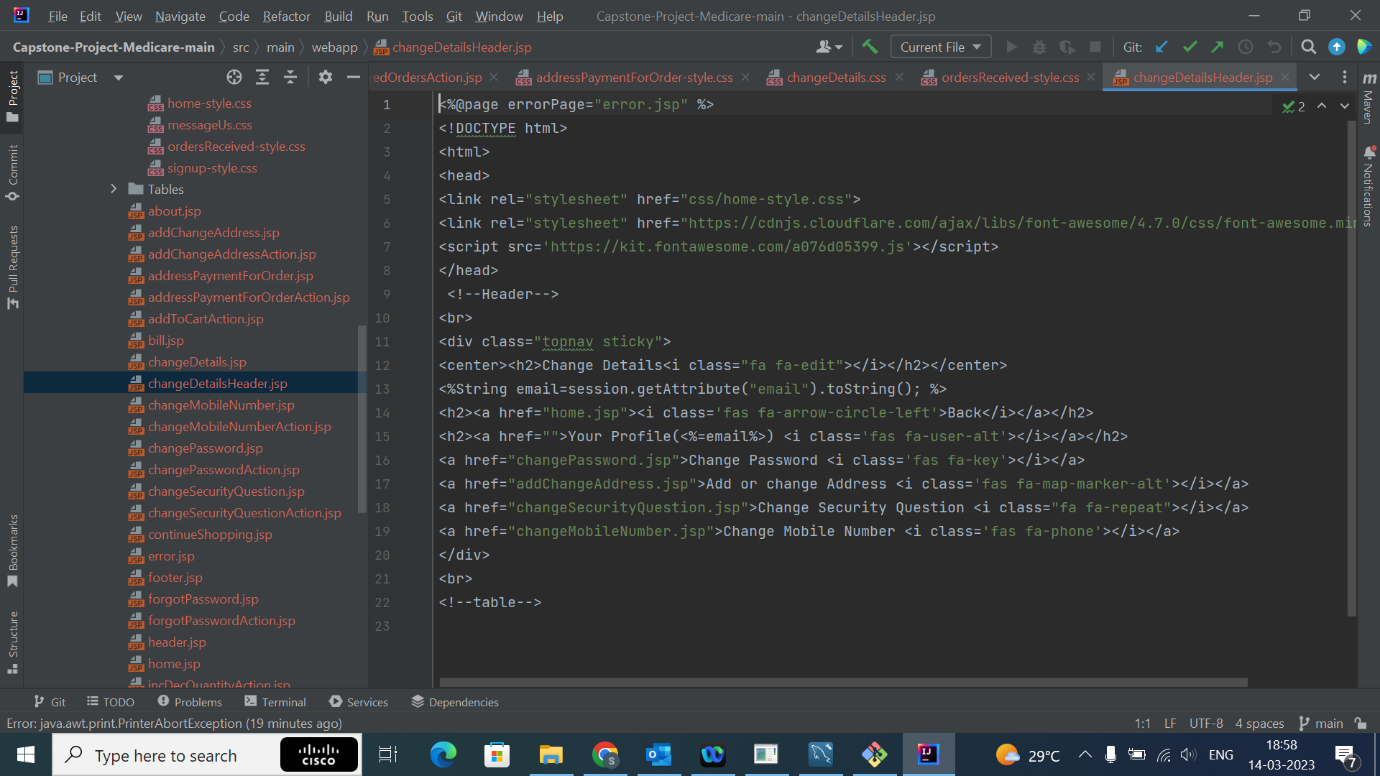 File Edit View Navigate Code Refactor Build Run Tools Git Window Help Capstone-Project-Medicare-main - changeDetailsHeader.jsp
Capstone-Project-Medicare-main src main webapp changeDetailsHeader.jsp Current File Git:
Project
edOrdersAction.jsp addressPaymentForOrder-style.css changeDetails.css ordersReceived-style.css changeDetailsHeader.jsp
Project
Commit
Pull Requests
Bookmarks
Structure
home-style.css
messageUs.css
ordersReceived-style.css
signup-style.css
Tables
about.jsp
addChangeAddress.jsp
addChangeAddressAction.jsp
addressPaymentForOrder.jsp
addressPaymentForOrderAction.jsp
addToCartAction.jsp
bill.jsp
changeDetails.jsp
changeDetailsHeader.jsp
changeMobileNumber.jsp
changeMobileNumberAction.jsp
changePassword.jsp
changePasswordAction.jsp
changeSecurityQuestion.jsp
changeSecurityQuestionAction.jsp
continueShopping.jsp
error.jsp
footer.jsp
forgotPassword.jsp
forgotPasswordAction.jsp
header.jsp
home.jsp
incDecQuantityAction.jsp
1 <%@page errorPage="error.jsp" %>
2 <!DOCTYPE html>
3 <html>
4 <head>
5 <link rel="stylesheet" href="css/home-style.css">
6 <link rel="stylesheet" href="https://cdnjs.cloudflare.com/ajax/libs/font-awesome/4.7.0/css/font-awesome.min
7 <script src='https://kit.fontawesome.com/a076d05399.js'></script>
8 </head>
9 <!--Header-->
10 <br>
11 <div class="topnav sticky">
12 <center><h2>Change Details<i class="fa fa-edit"></i></h2></center>
13 <%String email=session.getAttribute("email").toString(); %>
14 <h2><a href="home.jsp"><i class='fas fa-arrow-circle-left'>Back</i></a></h2>
15 <h2><a href="">Your Profile(<%=email%>) <i class='fas fa-user-alt'></i></a></h2>
16 <a href="changePassword.jsp">Change Password <i class='fas fa-key'></i></a>
17 <a href="addChangeAddress.jsp">Add or change Address <i class='fas fa-map-marker-alt'></i></a>
18 <a href="changeSecurityQuestion.jsp">Change Security Question <i class="fa fa-repeat"></i></a>
19 <a href="changeMobileNumber.jsp">Change Mobile Number <i class='fas fa-phone'></i></a>
20 </div>
21 <br>
22 <!--table-->
23
2
Maven
Notifications
Git TODO Problems Terminal Services Dependencies
Error: java.awt.print.PrinterAbortException (19 minutes ago) 1:1 LF UTF-8 4 spaces main
Type here to search CISCO 29°C ENG 18:58
14-03-2023 7